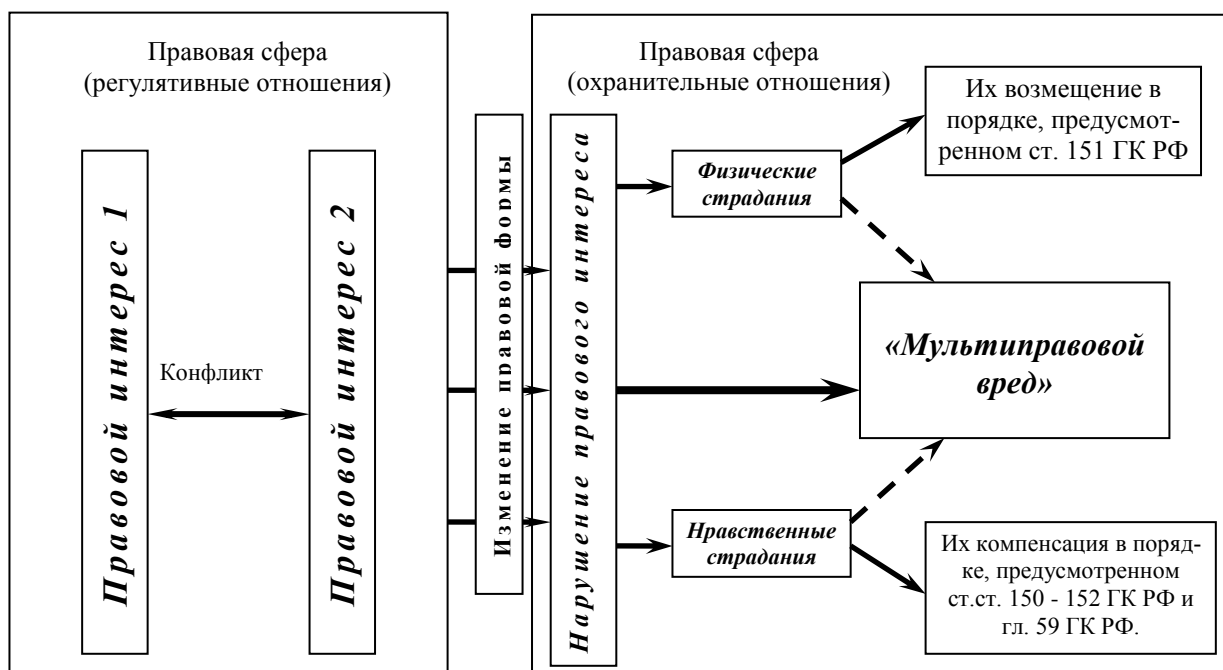 Правовая сфера
(регулятивные отношения)
Правовой интерес 1
Конфликт
Правовой интерес 2
Изменение правовой формы
Правовая сфера
(охранительные отношения)
Нарушение правового интереса
Физические
страдания
Их возмещение в
порядке, предусмот-
ренном ст. 151 ГК РФ
«Мультиправовой
вред»
Нравственные
страдания
Их компенсация в поряд-
ке, предусмотренном
ст.ст. 150 - 152 ГК РФ и
гл. 59 ГК РФ.